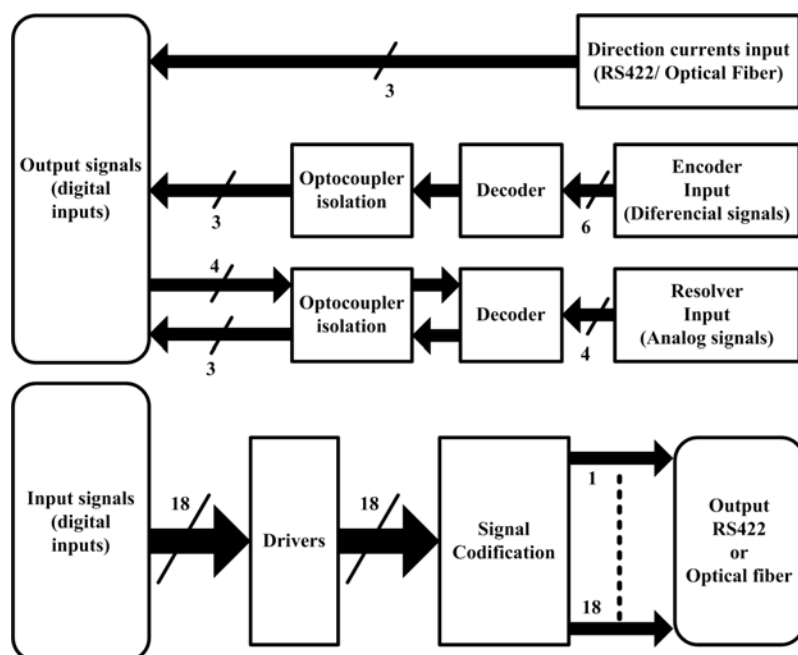 Direction currents input
(RS422/ Optical Fiber)
3
Output signals
(digital
inputs)
Optocoupler
isolation
Decoder
Encoder
Input
(Diferencial signals)
3
6
4
Optocoupler
isolation
Decoder
Resolver
Input
(Analog signals)
3
4
Input signals
(digital
inputs)
18
Drivers
18
Signal
Codification
1
18
Output
RS422
or
Optical fiber